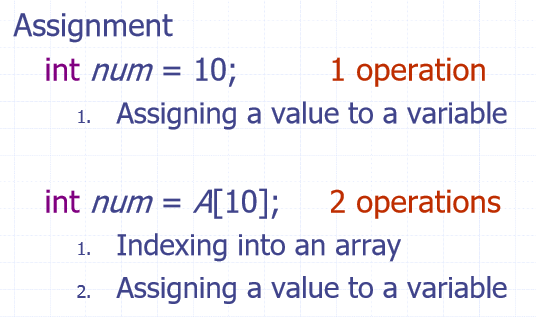 Assignment
int num = 10; 1 operation
1. Assigning a value to a variable
int num = A[10]; 2 operations
1. Indexing into an array
2. Assigning a value to a variable